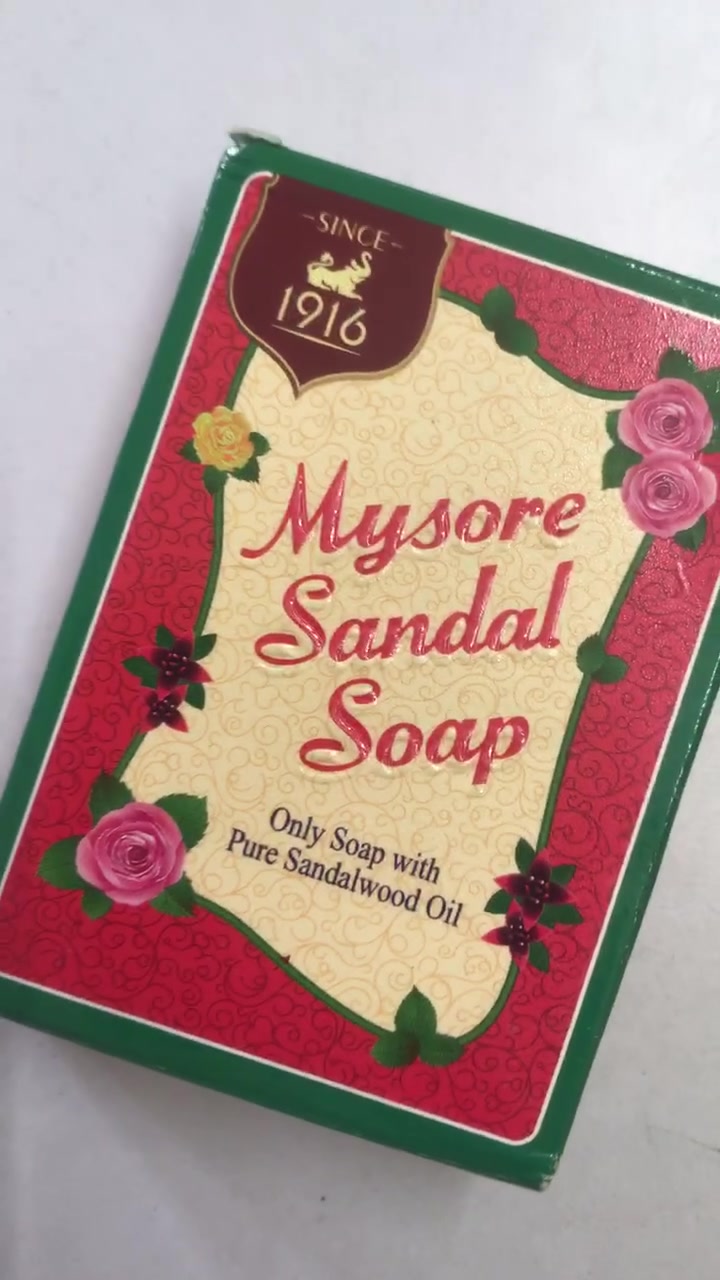 -SINCE-
1916
Mysore
Sandal
Soap
Only Soap with
Pure Sandalwood Oil